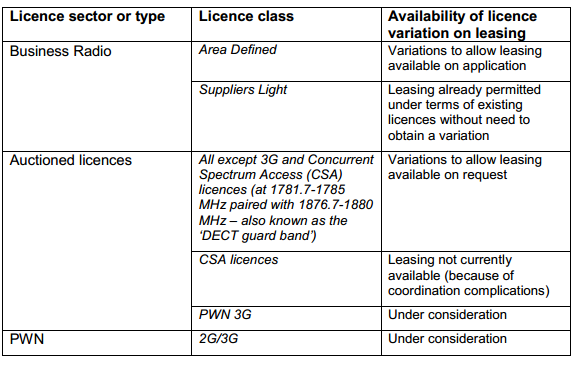 Licence sector or type
Licence class
Availability of licence
variation on leasing
Business Radio
Area Defined
Variations to allow leasing
available on application
Suppliers Light
Leasing already permitted
under terms of existing
licences without need to
obtain a variation
Auctioned licences
All except 3G and Concurrent
Spectrum Access (CSA)
licences (at 1781.7-1785
MHz paired with 1876.7-1880
MHz – also known as the
‘DECT guard band’)
Variations to allow leasing
available on request
CSA licences
Leasing not currently
available (because of
coordination complications)
PWN 3G
Under consideration
PWN
2G/3G
Under consideration